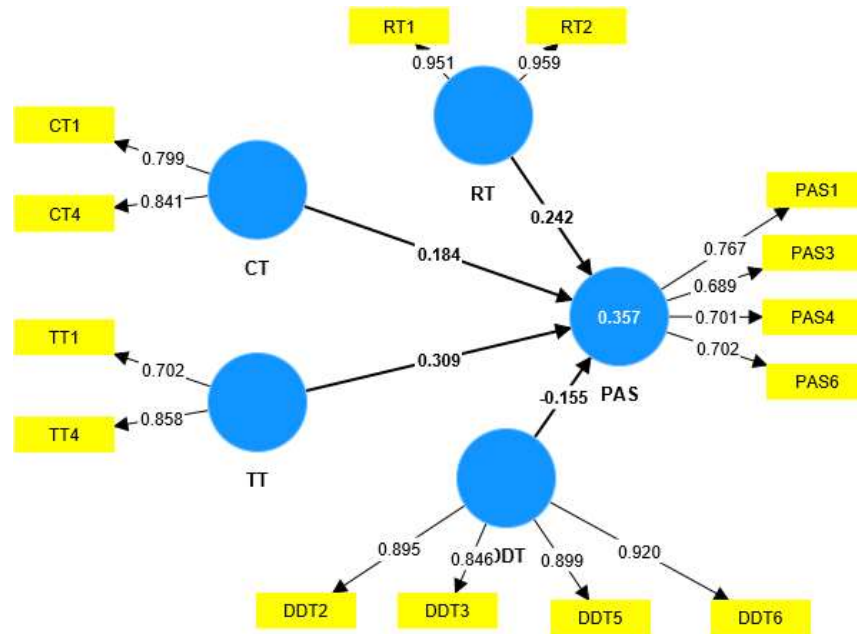 RT1
RT2
0.951
0.959
CT1
CT4
0.799
0.841
CT
RT
0.242
0.184
PAS1
PAS3
PAS4
PAS6
0.767
0.689
0.701
0.702
0.357
PAS
TT1
TT4
0.702
0.858
TT
0.309
-0.155
DDT
0.895
0.846
0.899
0.920
DDT2
DDT3
DDT5
DDT6